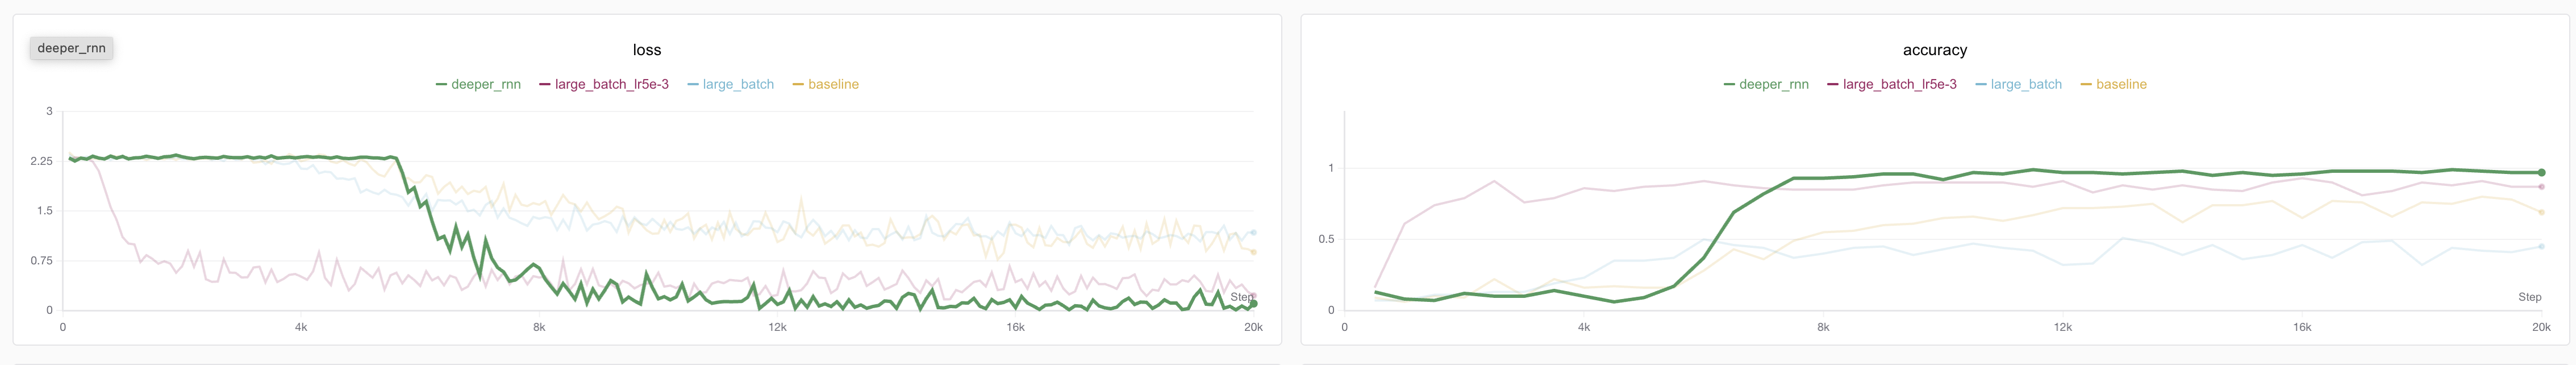 deeper_rnn
loss
deeper_rnn large_batch_lr5e-3 large_batch baseline
3
2.25
1.5
0.75
0
Step
0 4k 8k 12k 16k 20k
accuracy
deeper_rnn large_batch_lr5e-3 large_batch baseline
1
0.5
0
Step
0 4k 8k 12k 16k 20k